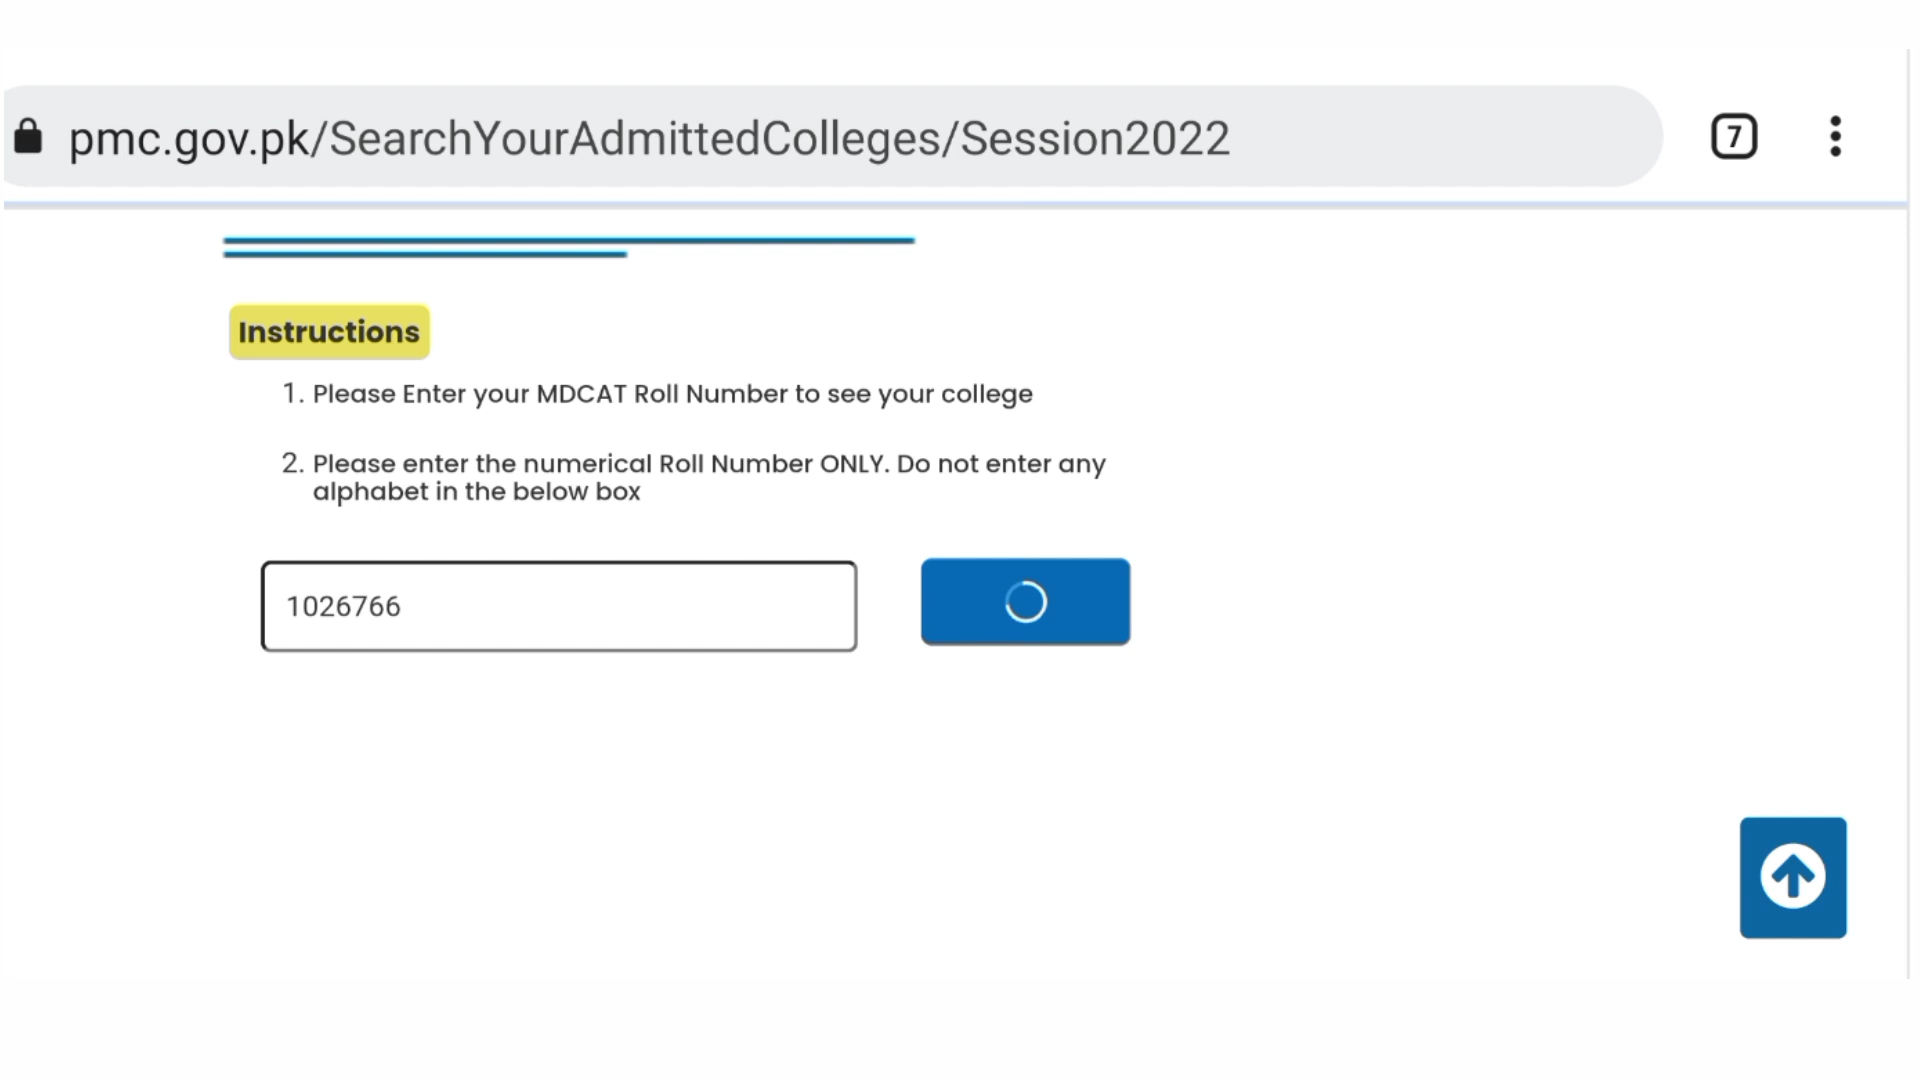 pmc.gov.pk/SearchYourAdmittedColleges/Session2022
7
Instructions
1. Please Enter your MDCAT Roll Number to see your college
2. Please enter the numerical Roll Number ONLY. Do not enter any
alphabet in the below box
1026766